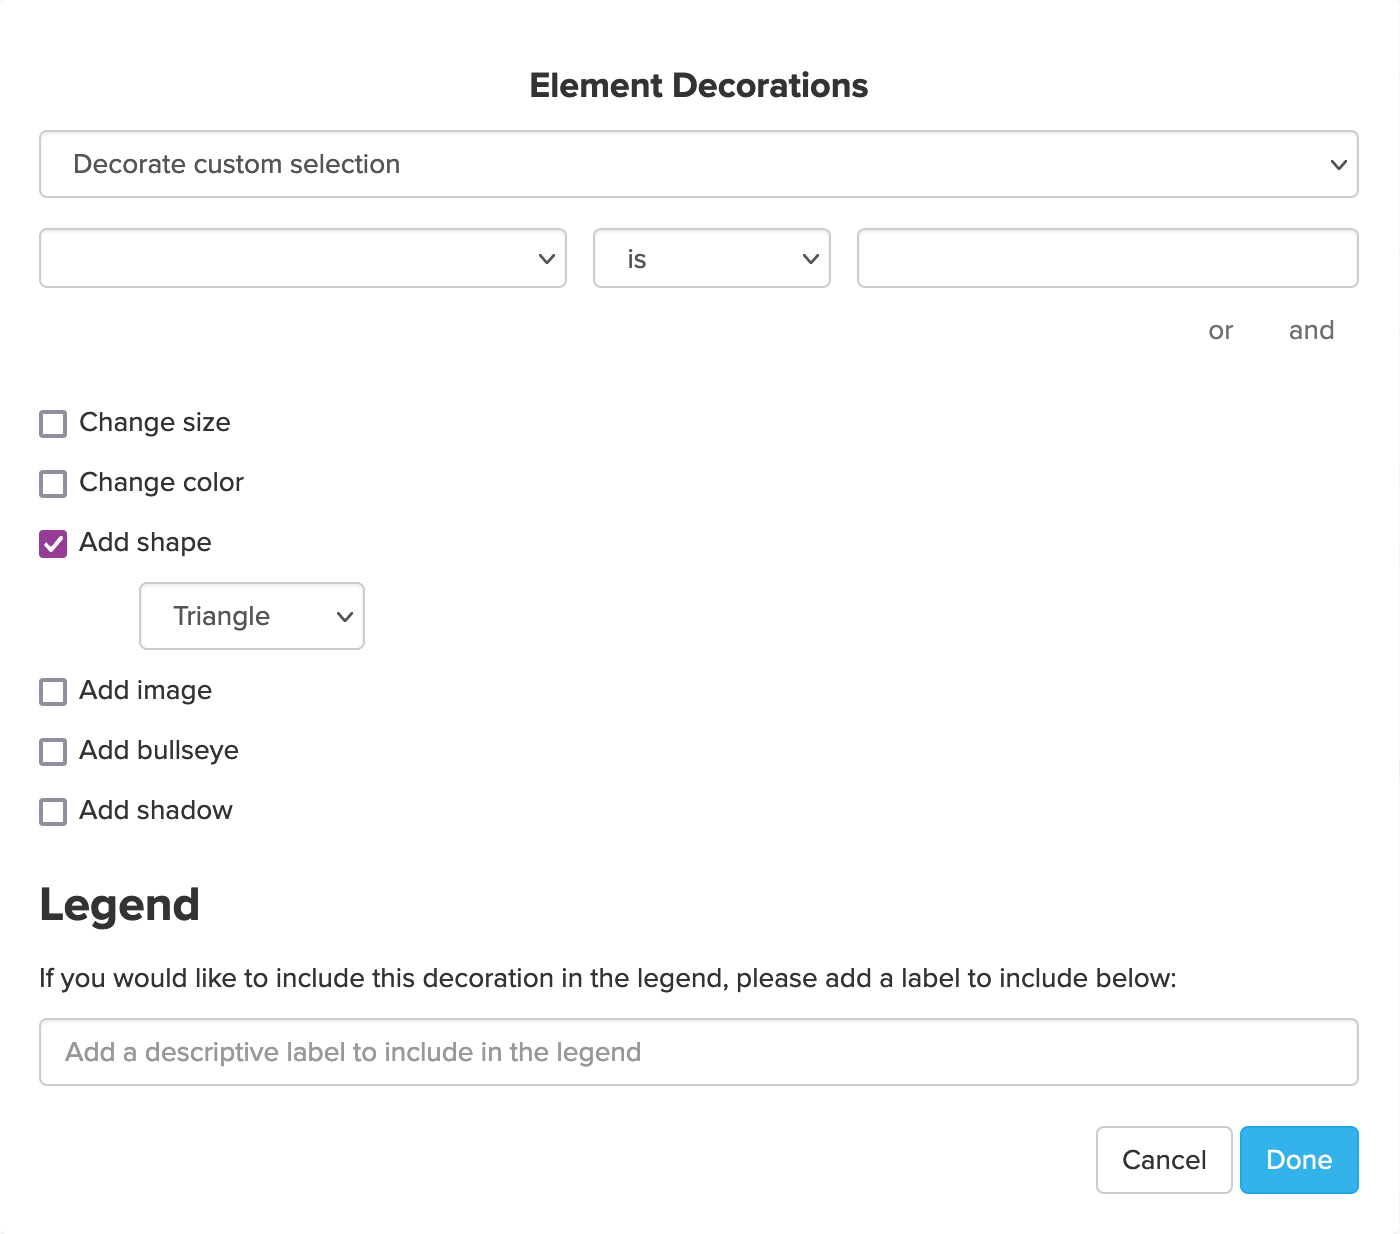 Element Decorations
Decorate custom selection
is
or and
Change size
Change color
Add shape
Triangle
Add image
Add bullseye
Add shadow
Legend
If you would like to include this decoration in the legend, please add a label to include below:
Add a descriptive label to include in the legend
Cancel Done